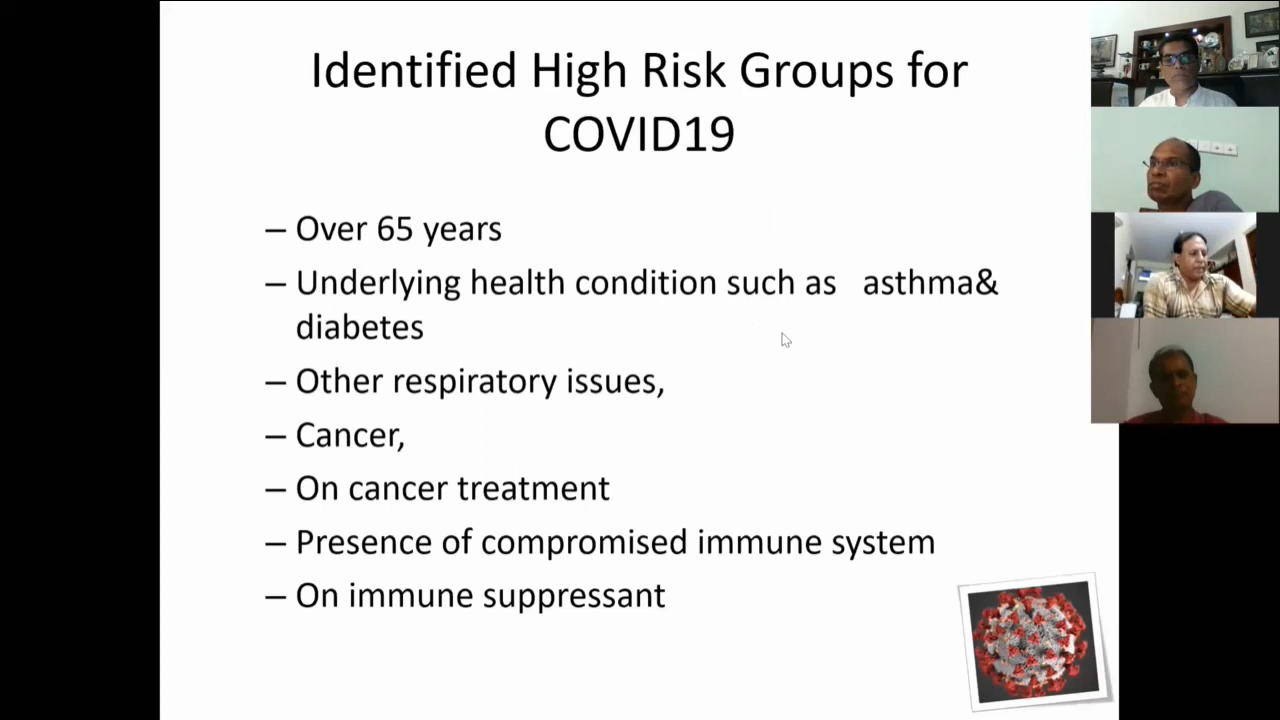 Identified High Risk Groups for
COVID19
– Over 65 years
– Underlying health condition such as   asthma&
diabetes
– Other respiratory issues,
– Cancer,
– On cancer treatment
– Presence of compromised immune system
– On immune suppressant